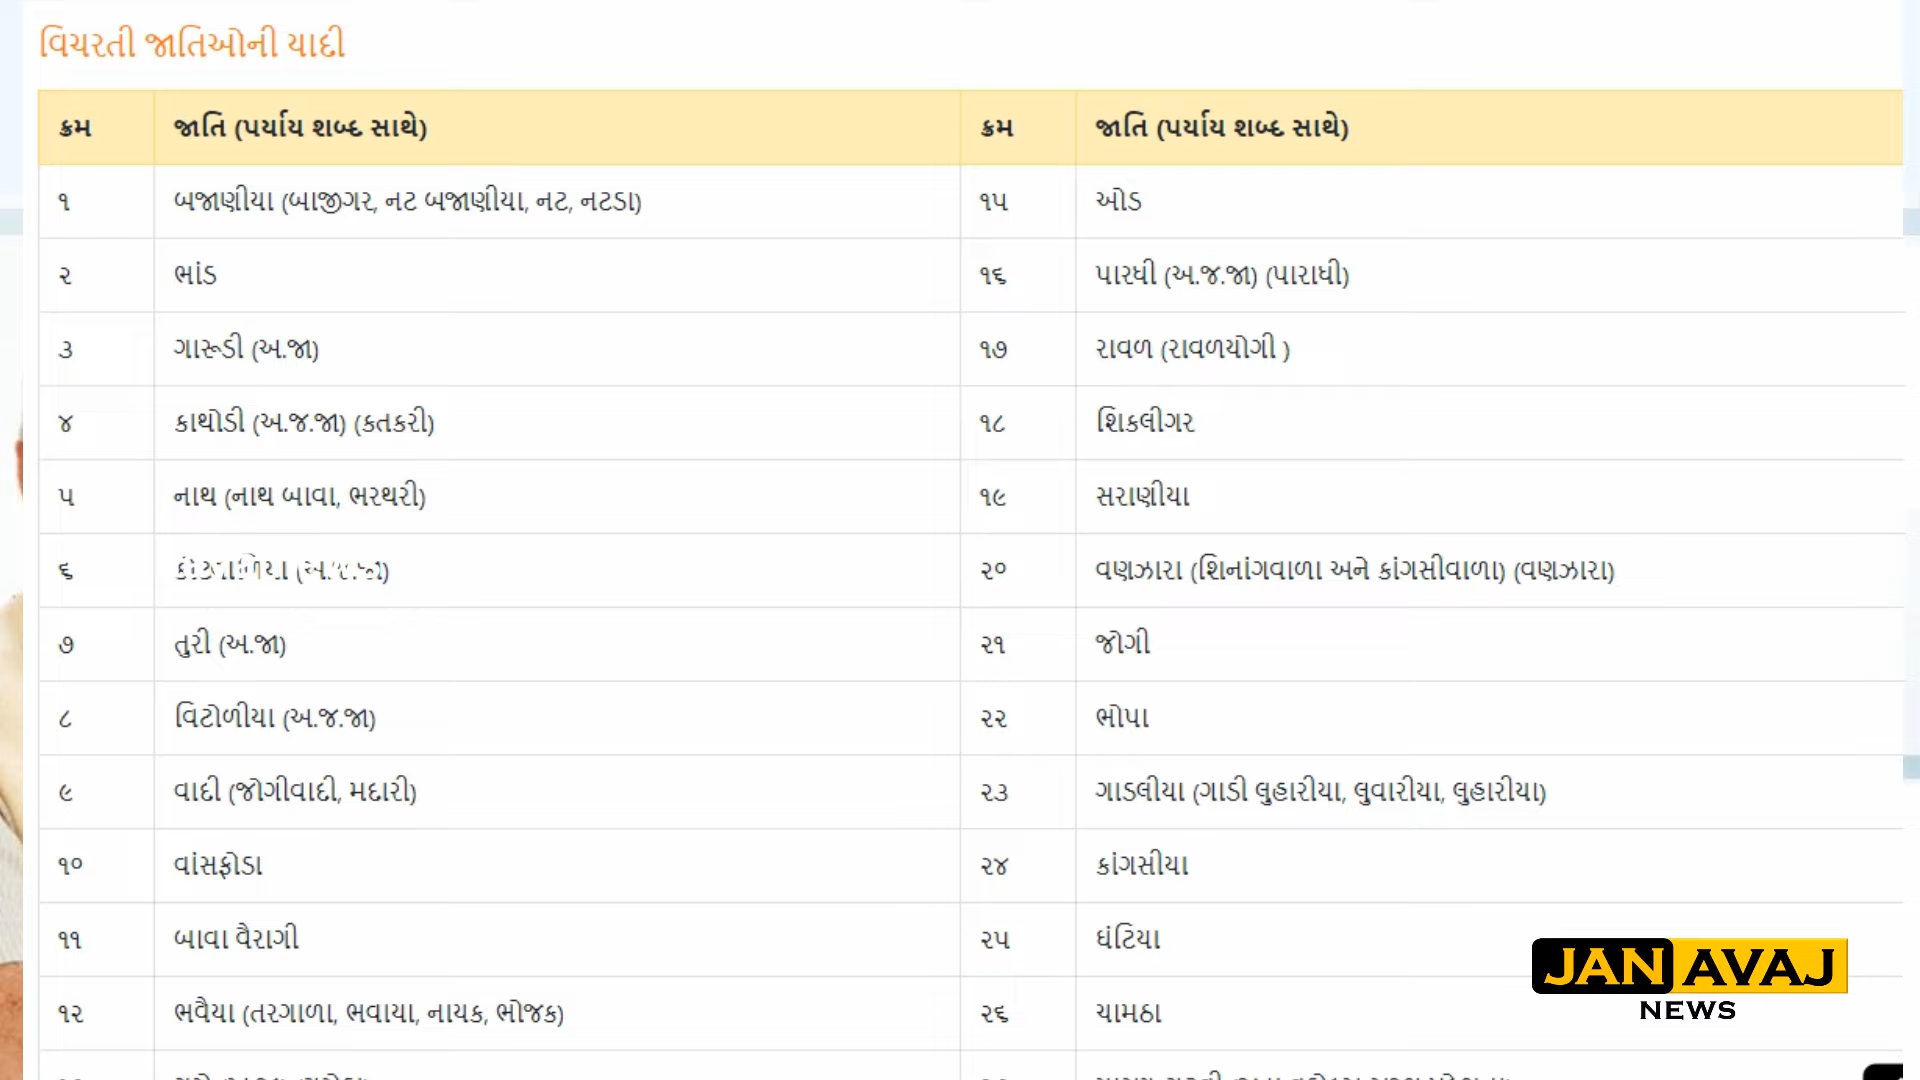 વિચરતી જાતિઓની યાદી
ક્રમ જાતિ (પર્યાય શબ્દ સાથે) ક્રમ જાતિ (પર્યાય શબ્દ સાથે)
૧ બજાણીયા (બાજીગર, નટ બજાણીયા, નટ, નટડા) ૧૫ ઓડ
૨ ભાંડ ૧૬ પારધી (અ.જ.જા) (પારાધી)
૩ ગારૂડી (અ.જા) ૧૭ રાવળ (રાવળયોગી )
૪ કાથોડી (અ.જ.જા) (કતકરી) ૧૮ શિકલીગર
૫ નાથ (નાથ બાવા, ભરથરી) ૧૯ સરાણીયા
૬ ૨૦ વણઝારા (શિનાંગવાળા અને કાંગસીવાળા) (વણઝારા)
૭ તુરી (અ.જા) ૨૧ જોગી
૮ વિટોળીયા (અ.જ.જા) ૨૨ ભોપા
૯ વાદી (જોગીવાદી, મદારી) ૨૩ ગાડલીયા (ગાડી લુહારીયા, લુવારીયા, લુહારીયા)
૧૦ વાંસફોડા ૨૪ કાંગસીયા
૧૧ બાવા વૈરાગી ૨૫ ઘંટિયા
૧૨ ભવૈયા (તરગાળા, ભવાયા, નાયક, ભોજક) ૨૬ ચામઠા
JAN AVAJ
NEWS